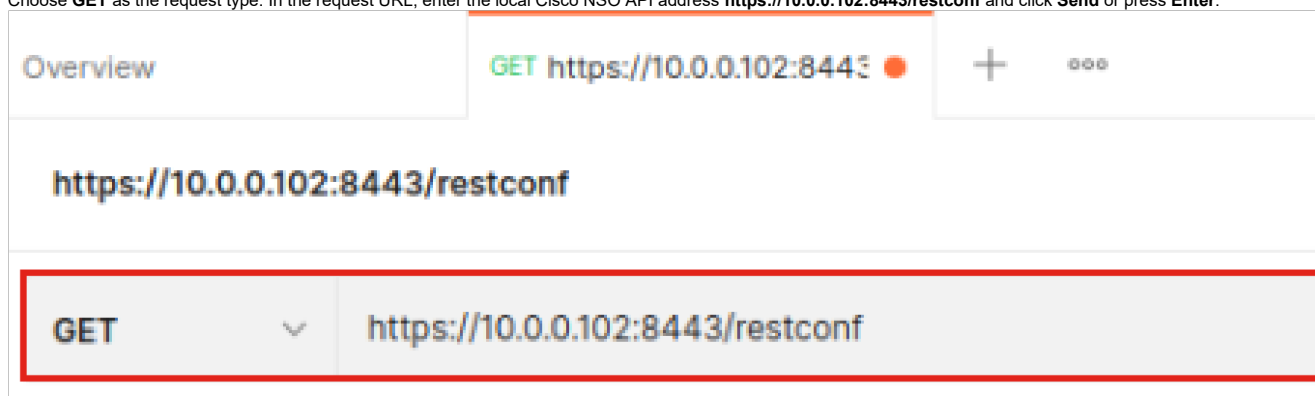 Choose GET as the request type. In the request URL, enter the local Cisco NSO API address https://10.0.0.102:8443/restconf and click Send or press Enter.
Overview
GET https://10.0.0.102:8443
https://10.0.0.102:8443/restconf
GET https://10.0.0.102:8443/restconf